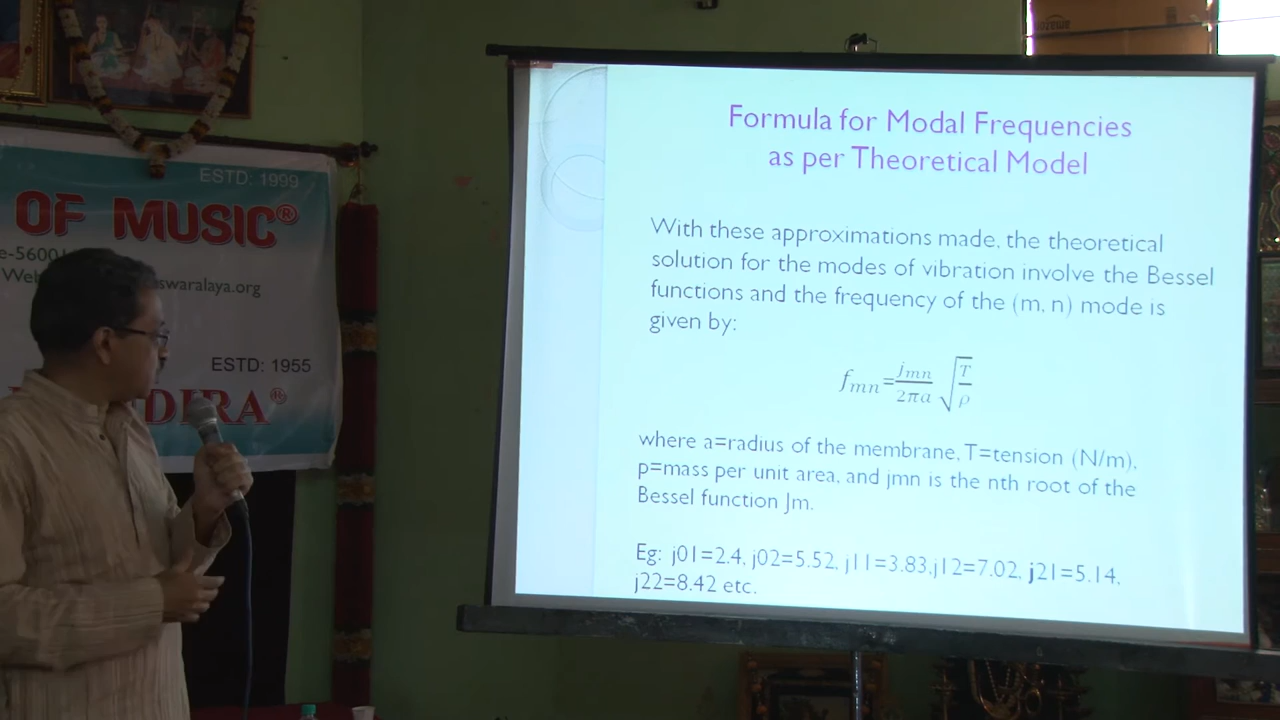 ESTD: 1999
OF MUSIC®
swaralaya.org
ESTD: 1955
DIRA®
Formula for Modal Frequencies
as per Theoretical Model
With these approximations made, the theoretical
solution for the modes of vibration involve the Bessel
functions and the frequency of the (m, n) mode is
given by:
fmn=jmn/2πa √T/ρ
where a=radius of the membrane, T=tension (N/m),
p=mass per unit area, and jmn is the nth root of the
Bessel function Jm.
Eg: j01=2.4, j02=5.52, j11=3.83,j12=7.02, j21=5.14,
j22=8.42 etc.